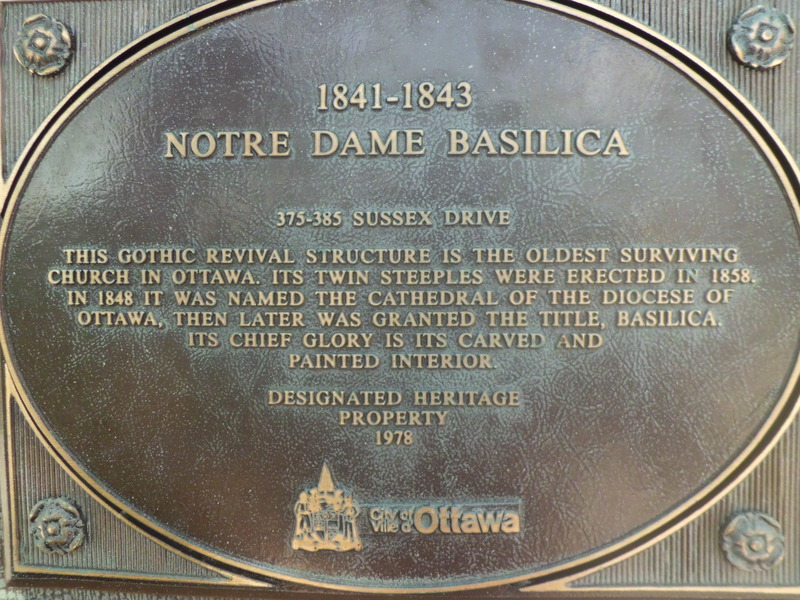 1841-1843
NOTRE DAME BASILICA
375-385 SUSSEX DRIVE
THIS GOTHIC REVIVAL STRUCTURE IS THE OLDEST SURVIVING
CHURCH IN OTTAWA. ITS TWIN STEEPLES WERE ERECTED IN 1858.
IN 1848 IT WAS NAMED THE CATHEDRAL OF THE DIOCESE OF
OTTAWA, THEN LATER WAS GRANTED THE TITLE, BASILICA.
ITS CHIEF GLORY IS ITS CARVED AND
PAINTED INTERIOR.
DESIGNATED HERITAGE
PROPERTY
1978
City of
Ville d'Ottawa